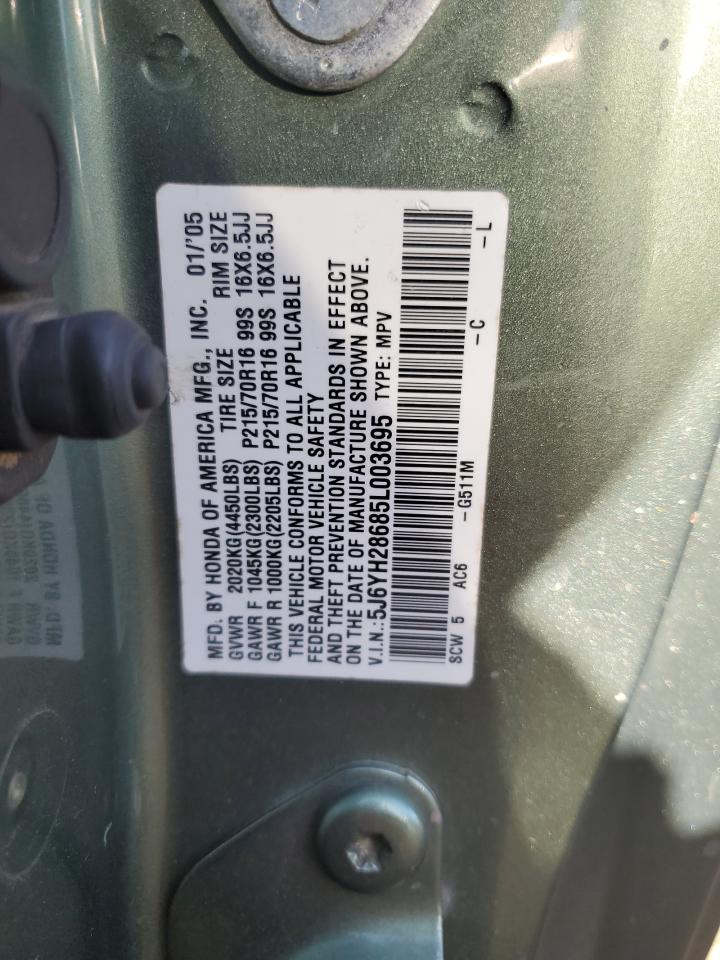 MFD. BY HONDA OF AMERICA MFG., INC. 01/'05
GVWR 2020KG(4450LBS) TIRE SIZE RIM SIZE
GAWR F 1045KG(2300LBS) P215/70R16 99S 16X6.5JJ
GAWR R 1000KG(2205LBS) P215/70R16 99S 16X6.5JJ
THIS VEHICLE CONFORMS TO ALL APPLICABLE
FEDERAL MOTOR VEHICLE SAFETY
AND THEFT PREVENTION STANDARDS IN EFFECT
ON THE DATE OF MANUFACTURE SHOWN ABOVE.
V.I.N.:5J6YH28685L003695 TYPE: MPV
SCW 5 AC6 -G511M -C -L